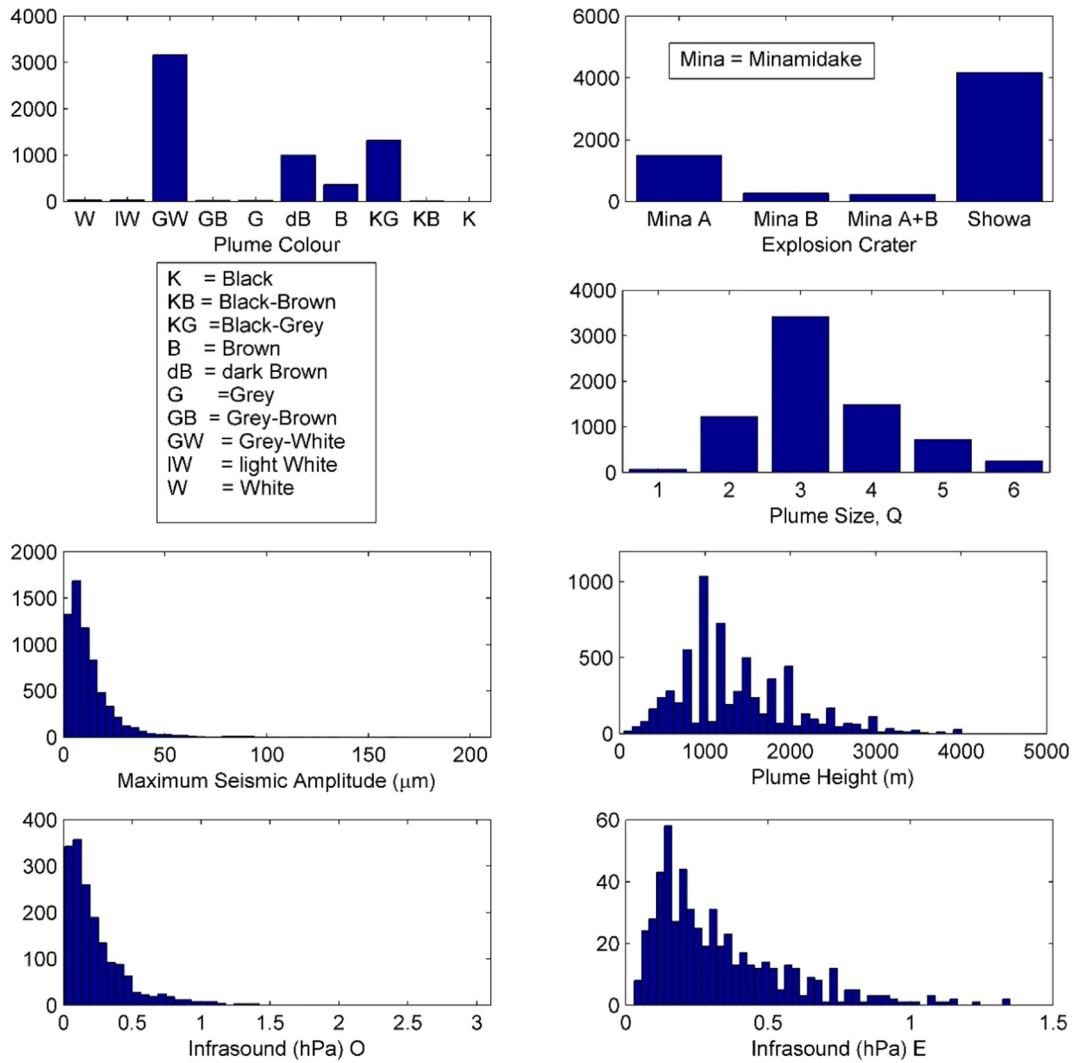 4000
3000
2000
1000
0
W lW GW GB G dB B KG KB K
Plume Colour
6000
4000
2000
0
Mina = Minamidake
Mina A Mina B Mina A+B Showa
Explosion Crater
K = Black
KB = Black-Brown
KG =Black-Grey
B = Brown
dB = dark Brown
G =Grey
GB = Grey-Brown
GW = Grey-White
lW = light White
W = White
4000
3000
2000
1000
0
1 2 3 4 5 6
Plume Size, Q
2000
1500
1000
500
0
0 50 100 150 200
Maximum Seismic Amplitude (μm)
1000
500
0
0 1000 2000 3000 4000 5000
Plume Height (m)
400
300
200
100
0
0 0.5 1 1.5 2 2.5 3
Infrasound (hPa) O
60
40
20
0
0 0.5 1 1.5
Infrasound (hPa) E